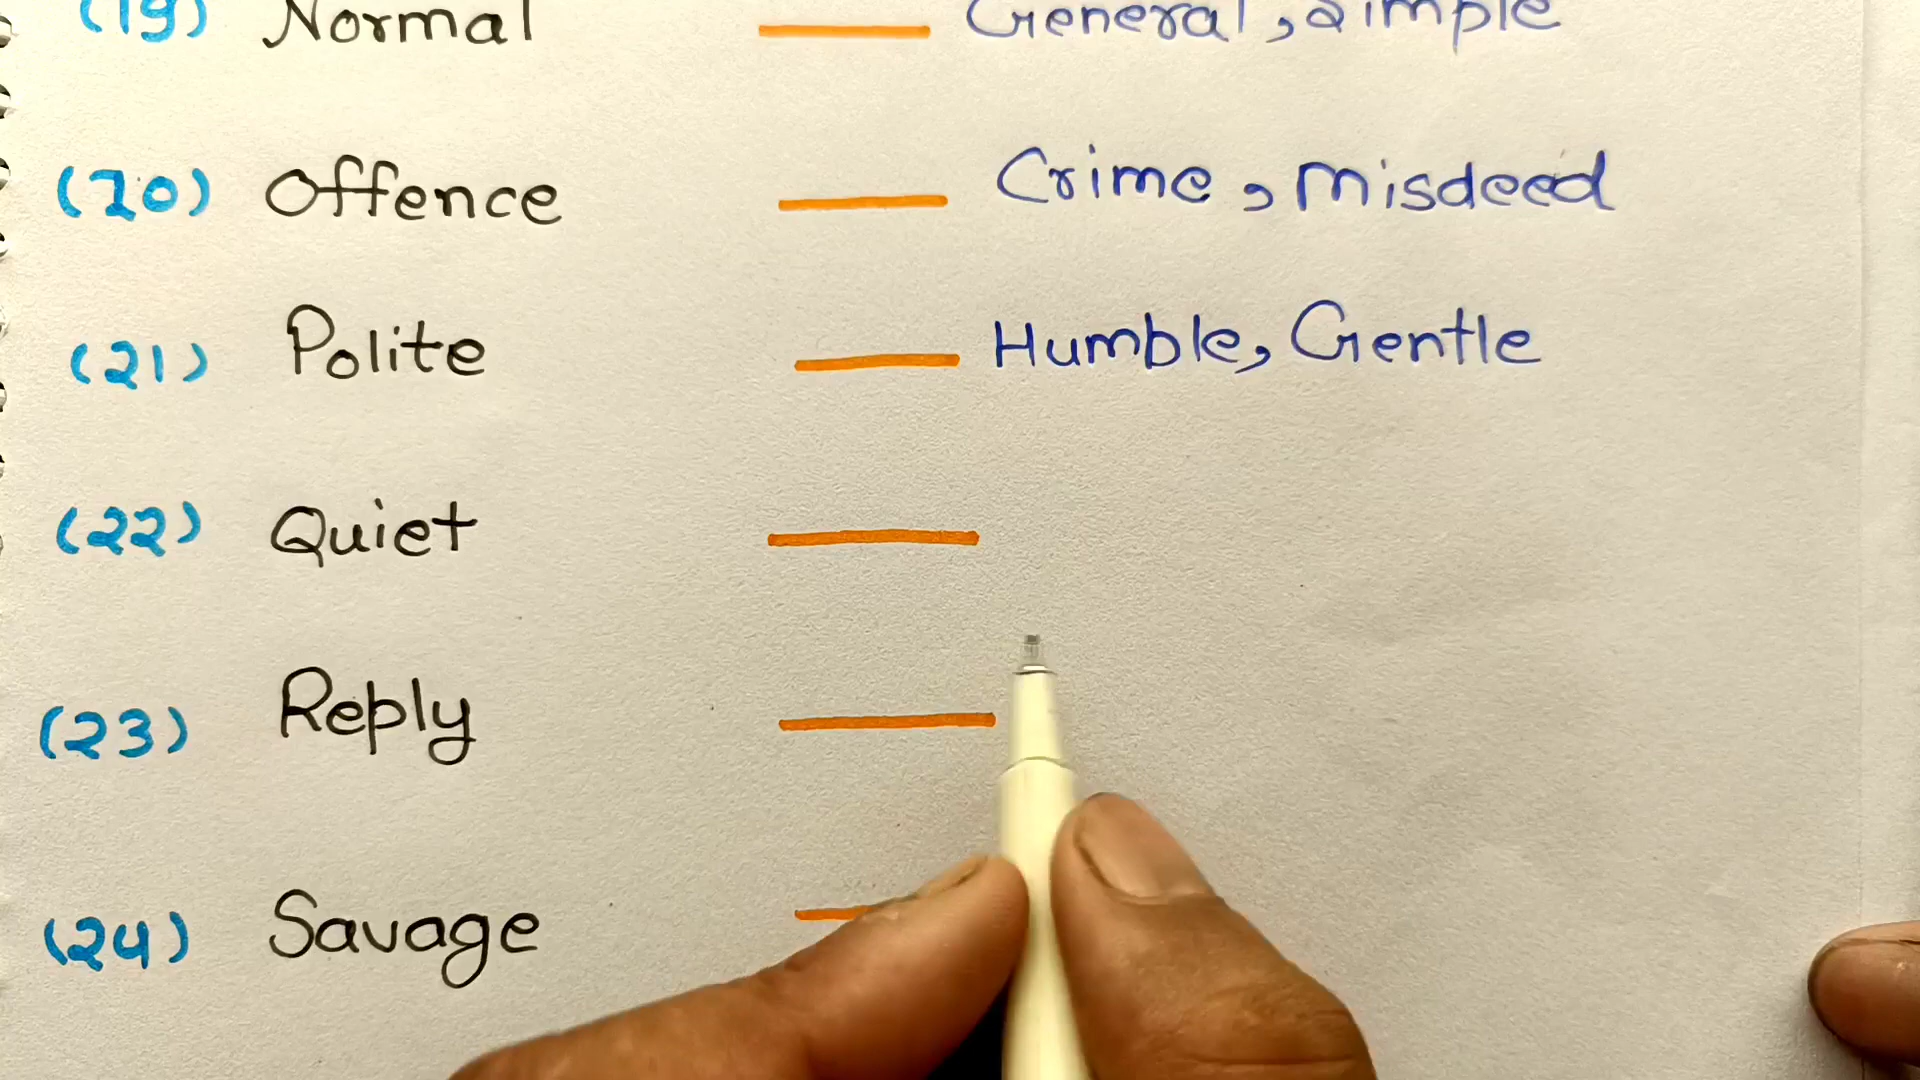 (19) Normal — General, Simple
(20) Offence — Crime, Misdeed
(21) Polite — Humble, Gentle
(22) Quiet —
(23) Reply —
(24) Savage —